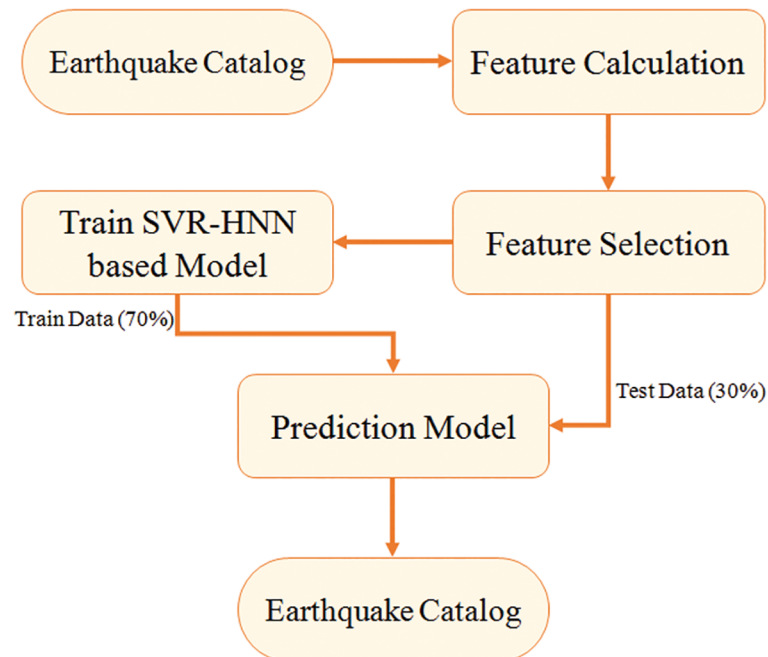 Earthquake Catalog
Feature Calculation
Train SVR-HNN
based Model
Feature Selection
Train Data (70%)
Test Data (30%)
Prediction Model
Earthquake Catalog